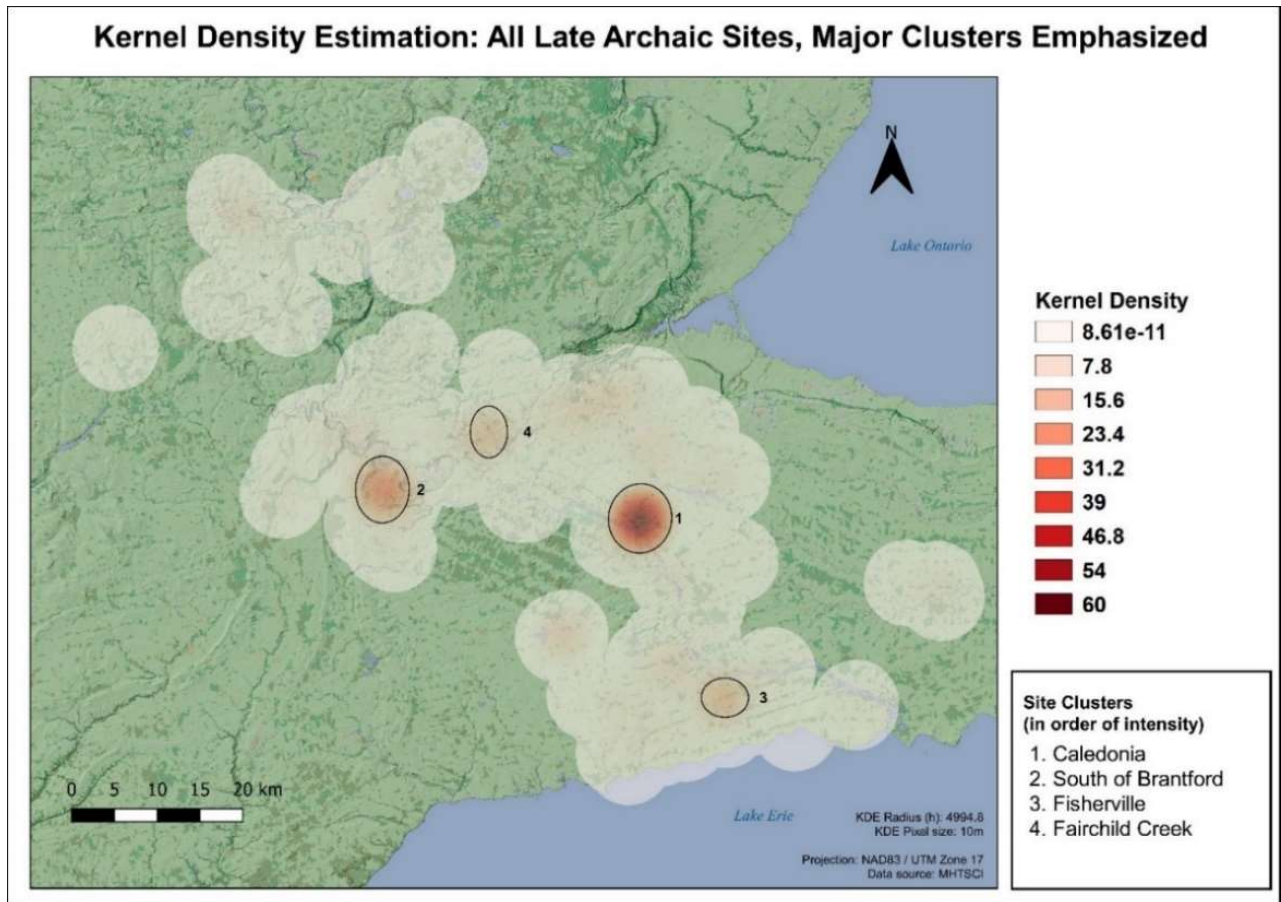 Kernel Density Estimation: All Late Archaic Sites, Major Clusters Emphasized
N
Lake Ontario
4
2
1
3
0 5 10 15 20 km
Lake Erie
KDE Radius (h): 4994.8
KDE Pixel size: 10m
Projection: NAD83 / UTM Zone 17
Data source: MHTSCI
Kernel Density
8.61e-11
7.8
15.6
23.4
31.2
39
46.8
54
60
Site Clusters
(in order of intensity)
1. Caledonia
2. South of Brantford
3. Fisherville
4. Fairchild Creek